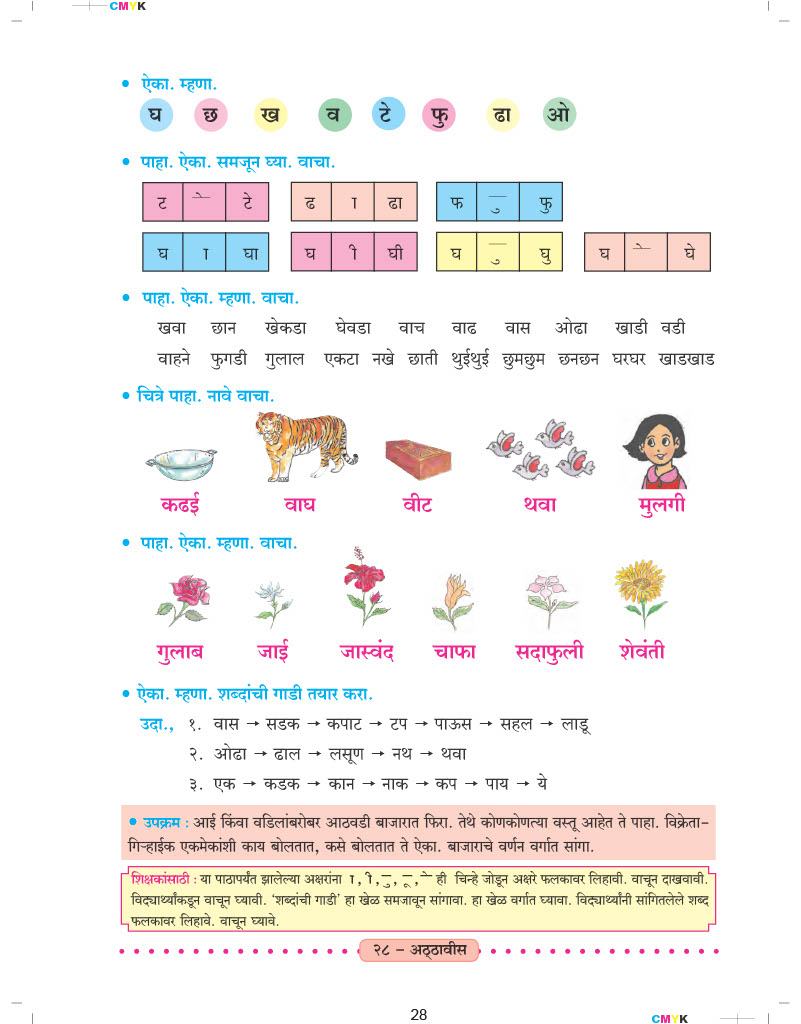 CMYK
• ऐका. म्हणा.
घ छ ख व टे फु ढा ओ
• पाहा. ऐका. समजून घ्या. वाचा.
ट े टे ढ ा ढा फ ु फु
घ ा घा घ ी घी घ ु घु घ े घे
• पाहा. ऐका. म्हणा. वाचा.
खवा छान खेकडा घेवडा वाच वाढ वास ओढा खाडी वडी
वाहने फुगडी गुलाल एकटा नखे छाती थुईथुई छुमछुम छनछन घरघर खाडखाड
• चित्रे पाहा. नावे वाचा.
कढई वाघ वीट थवा मुलगी
• पाहा. ऐका. म्हणा. वाचा.
गुलाब जाई जास्वंद चाफा सदाफुली शेवंती
• ऐका. म्हणा. शब्दांची गाडी तयार करा.
उदा., १. वास → सडक → कपाट → टप → पाऊस → सहल → लाडू
२. ओढा → ढाल → लसूण → नथ → थवा
३. एक → कडक → कान → नाक → कप → पाय → ये
• उपक्रम : आई किंवा वडिलांबरोबर आठवडी बाजारात फिरा. तेथे कोणकोणत्या वस्तू आहेत ते पाहा. विक्रेता-
गिऱ्हाईक एकमेकांशी काय बोलतात, कसे बोलतात ते ऐका. बाजाराचे वर्णन वर्गात सांगा.
शिक्षकांसाठी : या पाठापर्यंत झालेल्या अक्षरांना ा, ी, ु, ू, े ही चिन्हे जोडून अक्षरे फलकावर लिहावी. वाचून दाखवावी.
विद्यार्थ्यांकडून वाचून घ्यावी. 'शब्दांची गाडी' हा खेळ समजावून सांगावा. हा खेळ वर्गात घ्यावा. विद्यार्थ्यांनी सांगितलेले शब्द
फलकावर लिहावे. वाचून घ्यावे.
२८ – अठ्ठावीस
28
CMYK